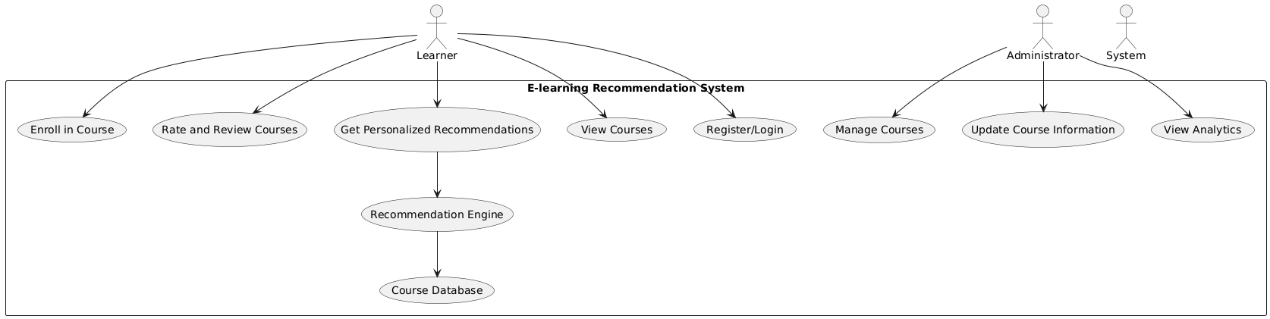 Learner
Administrator
System
E-learning Recommendation System
Enroll in Course
Rate and Review Courses
Get Personalized Recommendations
View Courses
Register/Login
Manage Courses
Update Course Information
View Analytics
Recommendation Engine
Course Database